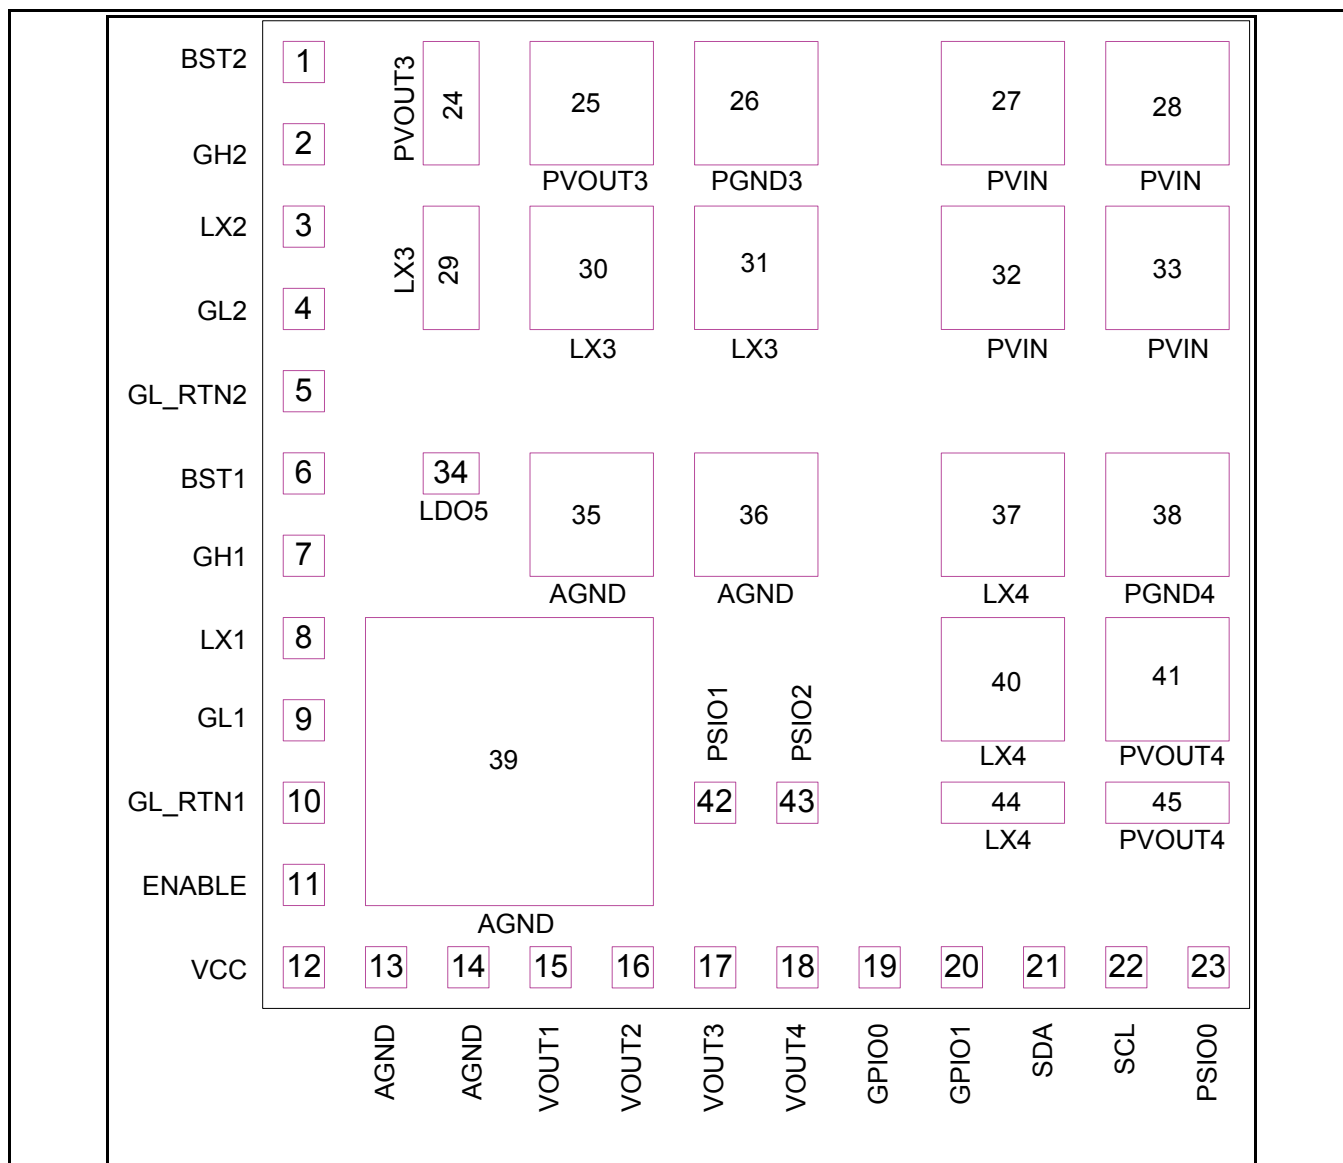 BST2 1 PVOUT3 24 25 26 27 28
GH2 2 PVOUT3 PGND3 PVIN PVIN
LX2 3 LX3 29 30 31 32 33
GL2 4 LX3 LX3 PVIN PVIN
GL_RTN2 5
BST1 6 34 35 36 37 38
LDO5
GH1 7 AGND AGND LX4 PGND4
LX1 8 40 41
GL1 9 39 PSIO1 PSIO2 LX4 PVOUT4
GL_RTN1 10 42 43 44 45
LX4 PVOUT4
ENABLE 11
AGND
VCC 12 13 14 15 16 17 18 19 20 21 22 23
AGND AGND VOUT1 VOUT2 VOUT3 VOUT4 GPIO0 GPIO1 SDA SCL PSIO0